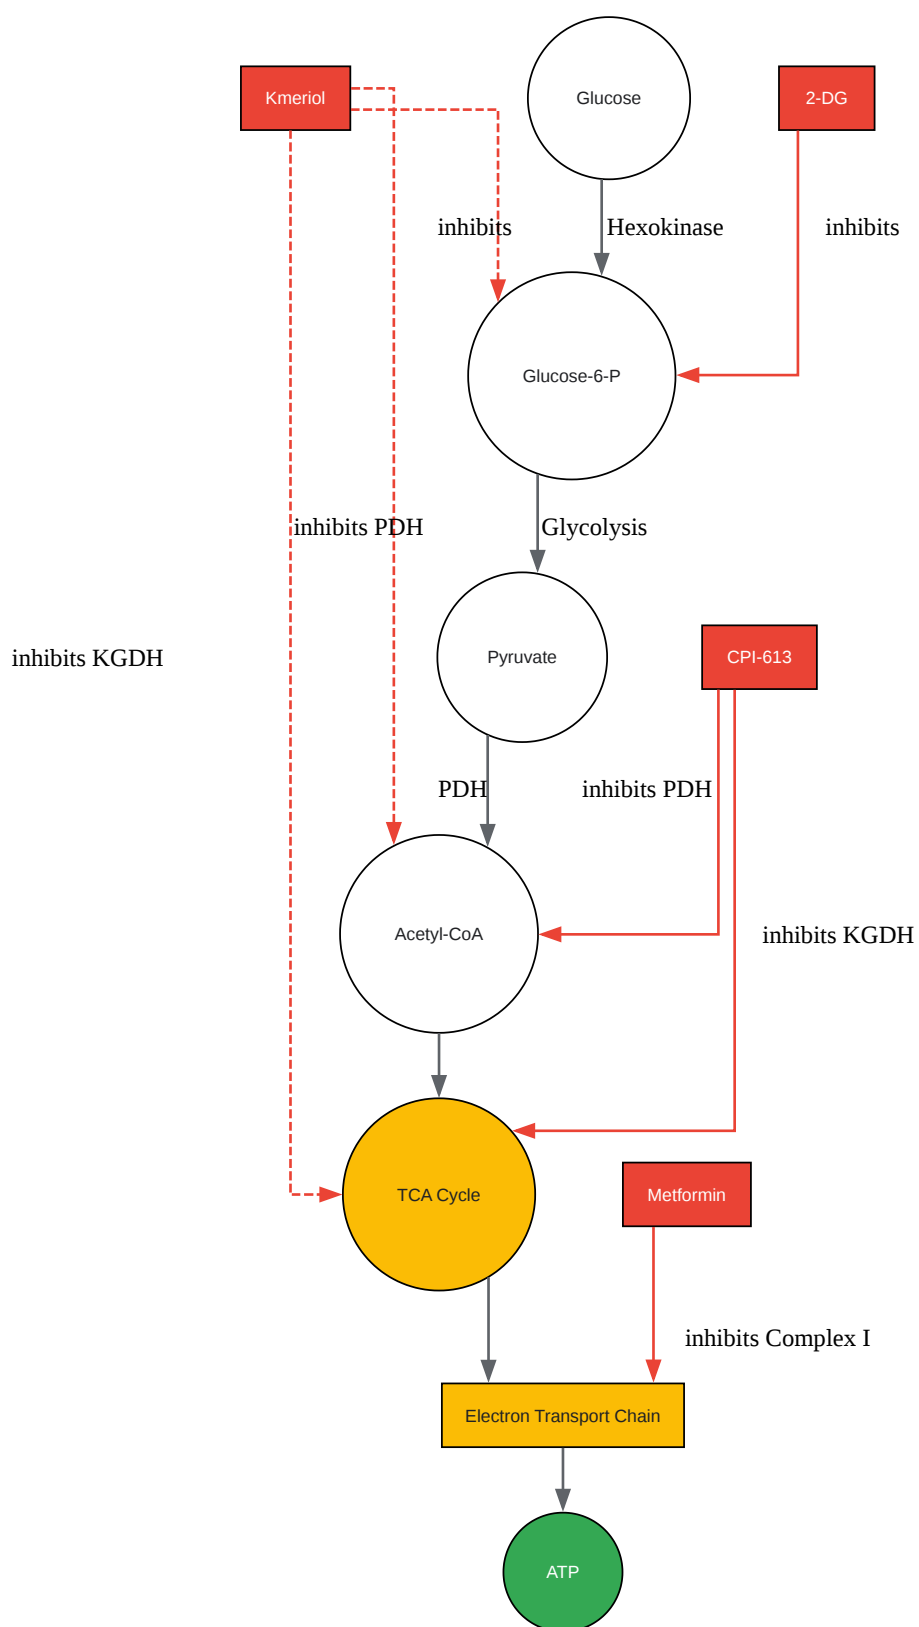 Kmeriol
Glucose
2-DG
inhibits
Hexokinase
inhibits
Glucose-6-P
inhibits PDH
Glycolysis
inhibits KGDH
Pyruvate
CPI-613
PDH
inhibits PDH
Acetyl-CoA
inhibits KGDH
TCA Cycle
Metformin
inhibits Complex I
Electron Transport Chain
ATP